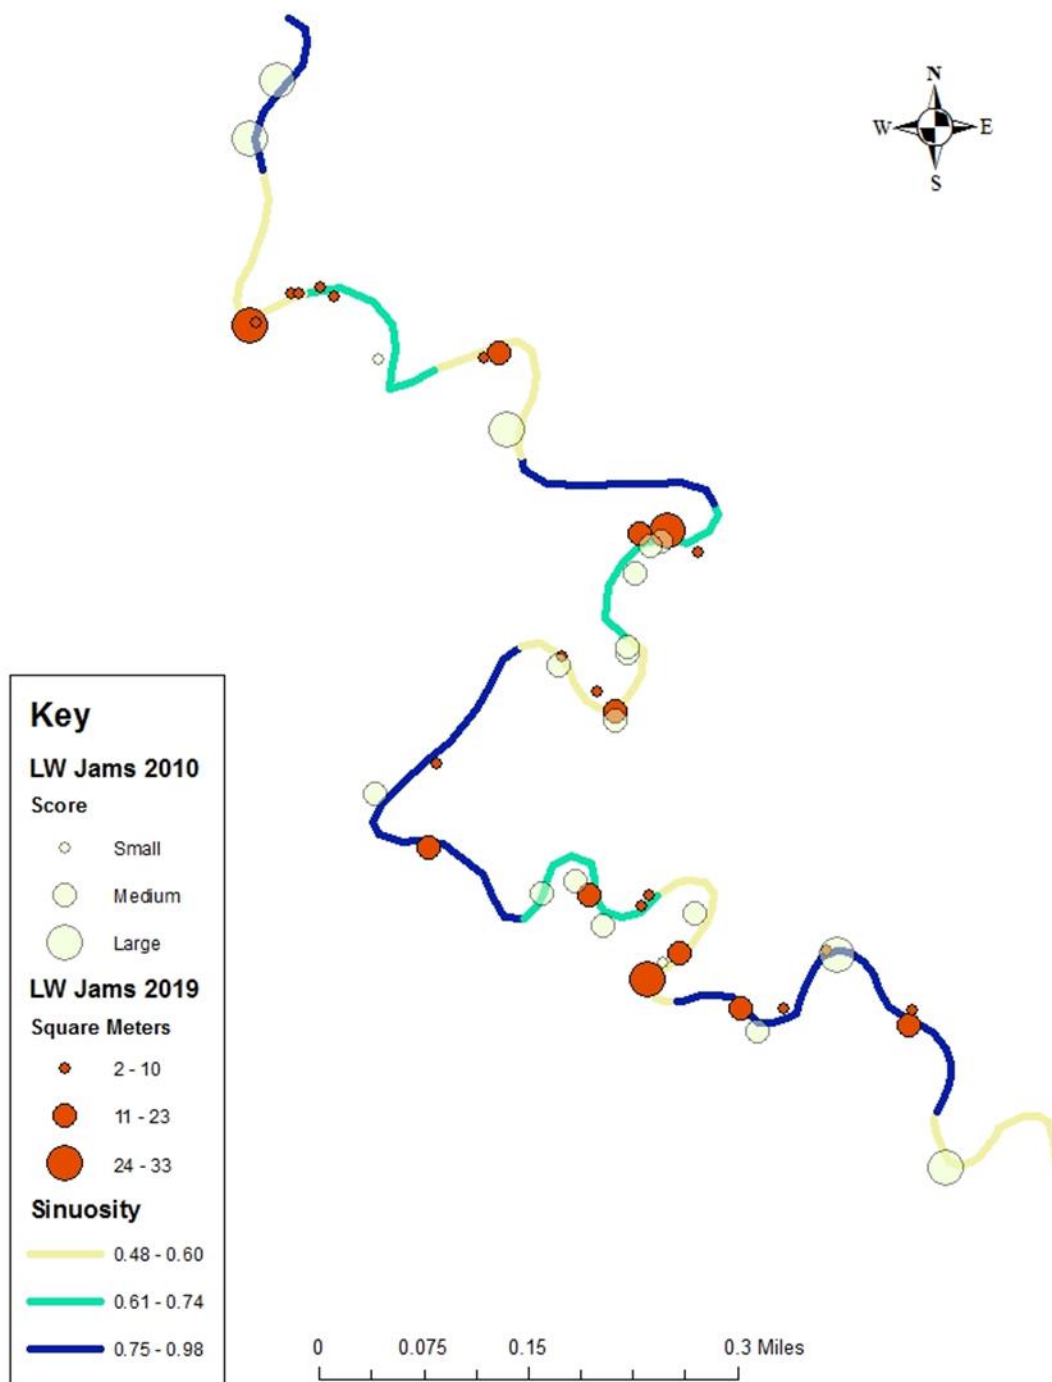 N
W E
S
Key
LW Jams 2010
Score
Small
Medium
Large
LW Jams 2019
Square Meters
2 - 10
11 - 23
24 - 33
Sinuosity
0.48 - 0.60
0.61 - 0.74
0.75 - 0.98
0 0.075 0.15 0.3 Miles